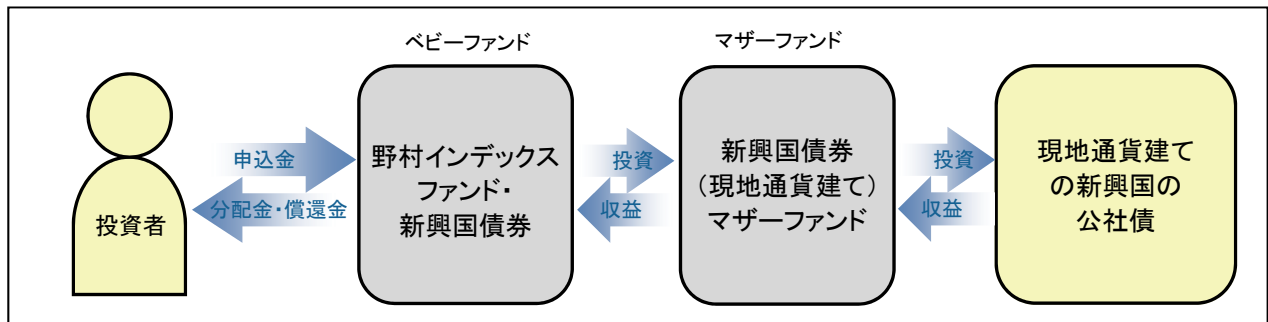 ベビーファンド
マザーファンド
投資者
申込金
分配金・償還金
野村インデックス
ファンド・
新興国債券
投資
収益
新興国債券
（現地通貨建て）
マザーファンド
投資
収益
現地通貨建て
の新興国の
公社債